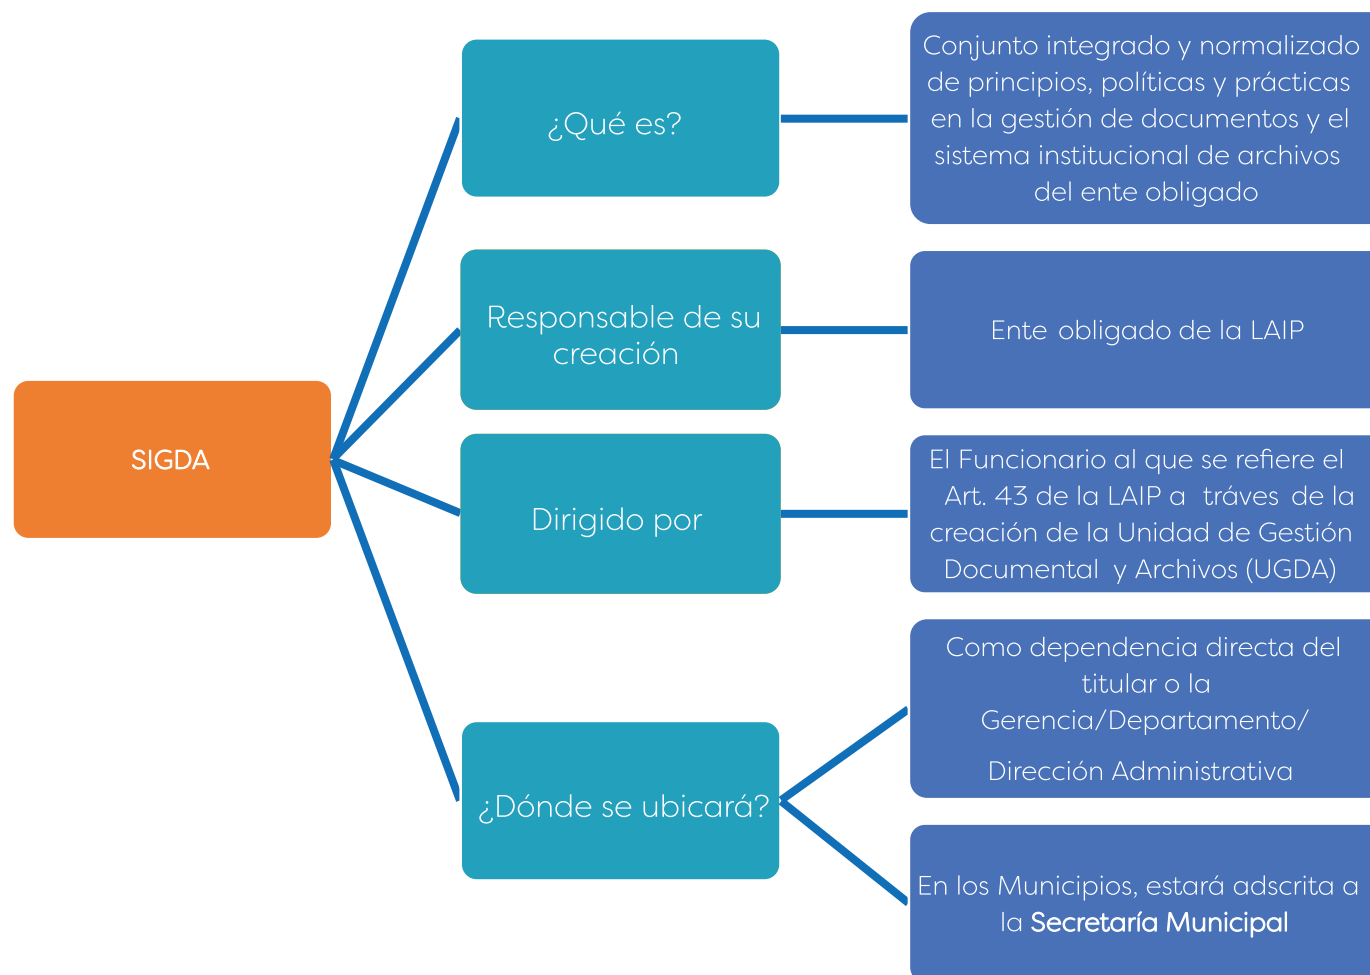 SIGDA
¿Qué es?
Conjunto integrado y normalizado
de principios, políticas y prácticas
en la gestión de documentos y el
sistema institucional de archivos
del ente obligado
Responsable de su
creación
Ente obligado de la LAIP
Dirigido por
El Funcionario al que se refiere el
Art. 43 de la LAIP a tráves de la
creación de la Unidad de Gestión
Documental y Archivos (UGDA)
¿Dónde se ubicará?
Como dependencia directa del
titular o la
Gerencia/Departamento/
Dirección Administrativa
En los Municipios, estará adscrita a
la Secretaría Municipal